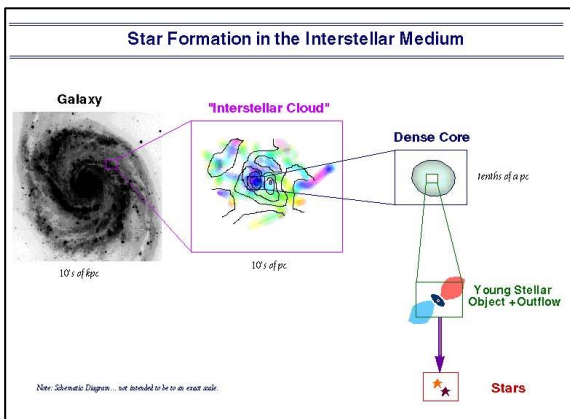 Star Formation in the Interstellar Medium
Galaxy
"Interstellar Cloud"
Dense Core
tenths of a pc
10's of kpc
10's of pc
Young Stellar
Object +Outflow
Stars
Note: Schematic Diagram... not intended to be to an exact scale.